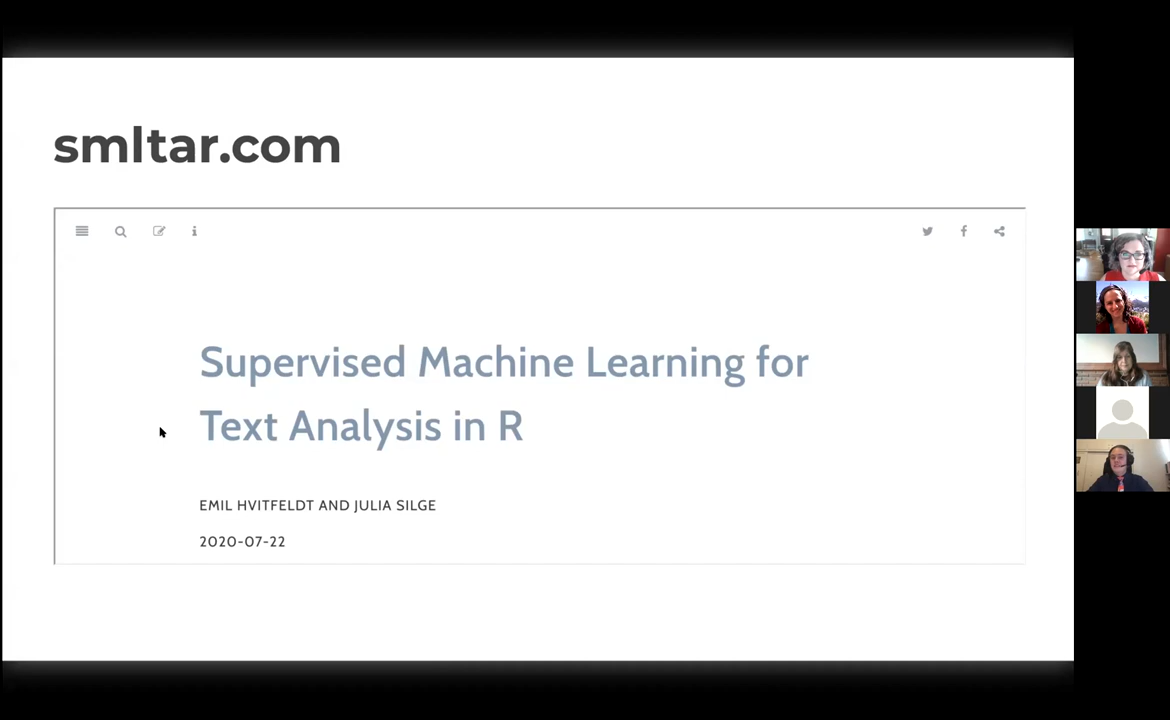 smltar.com
Supervised Machine Learning for
Text Analysis in R
EMIL HVITFELDT AND JULIA SILGE
2020-07-22